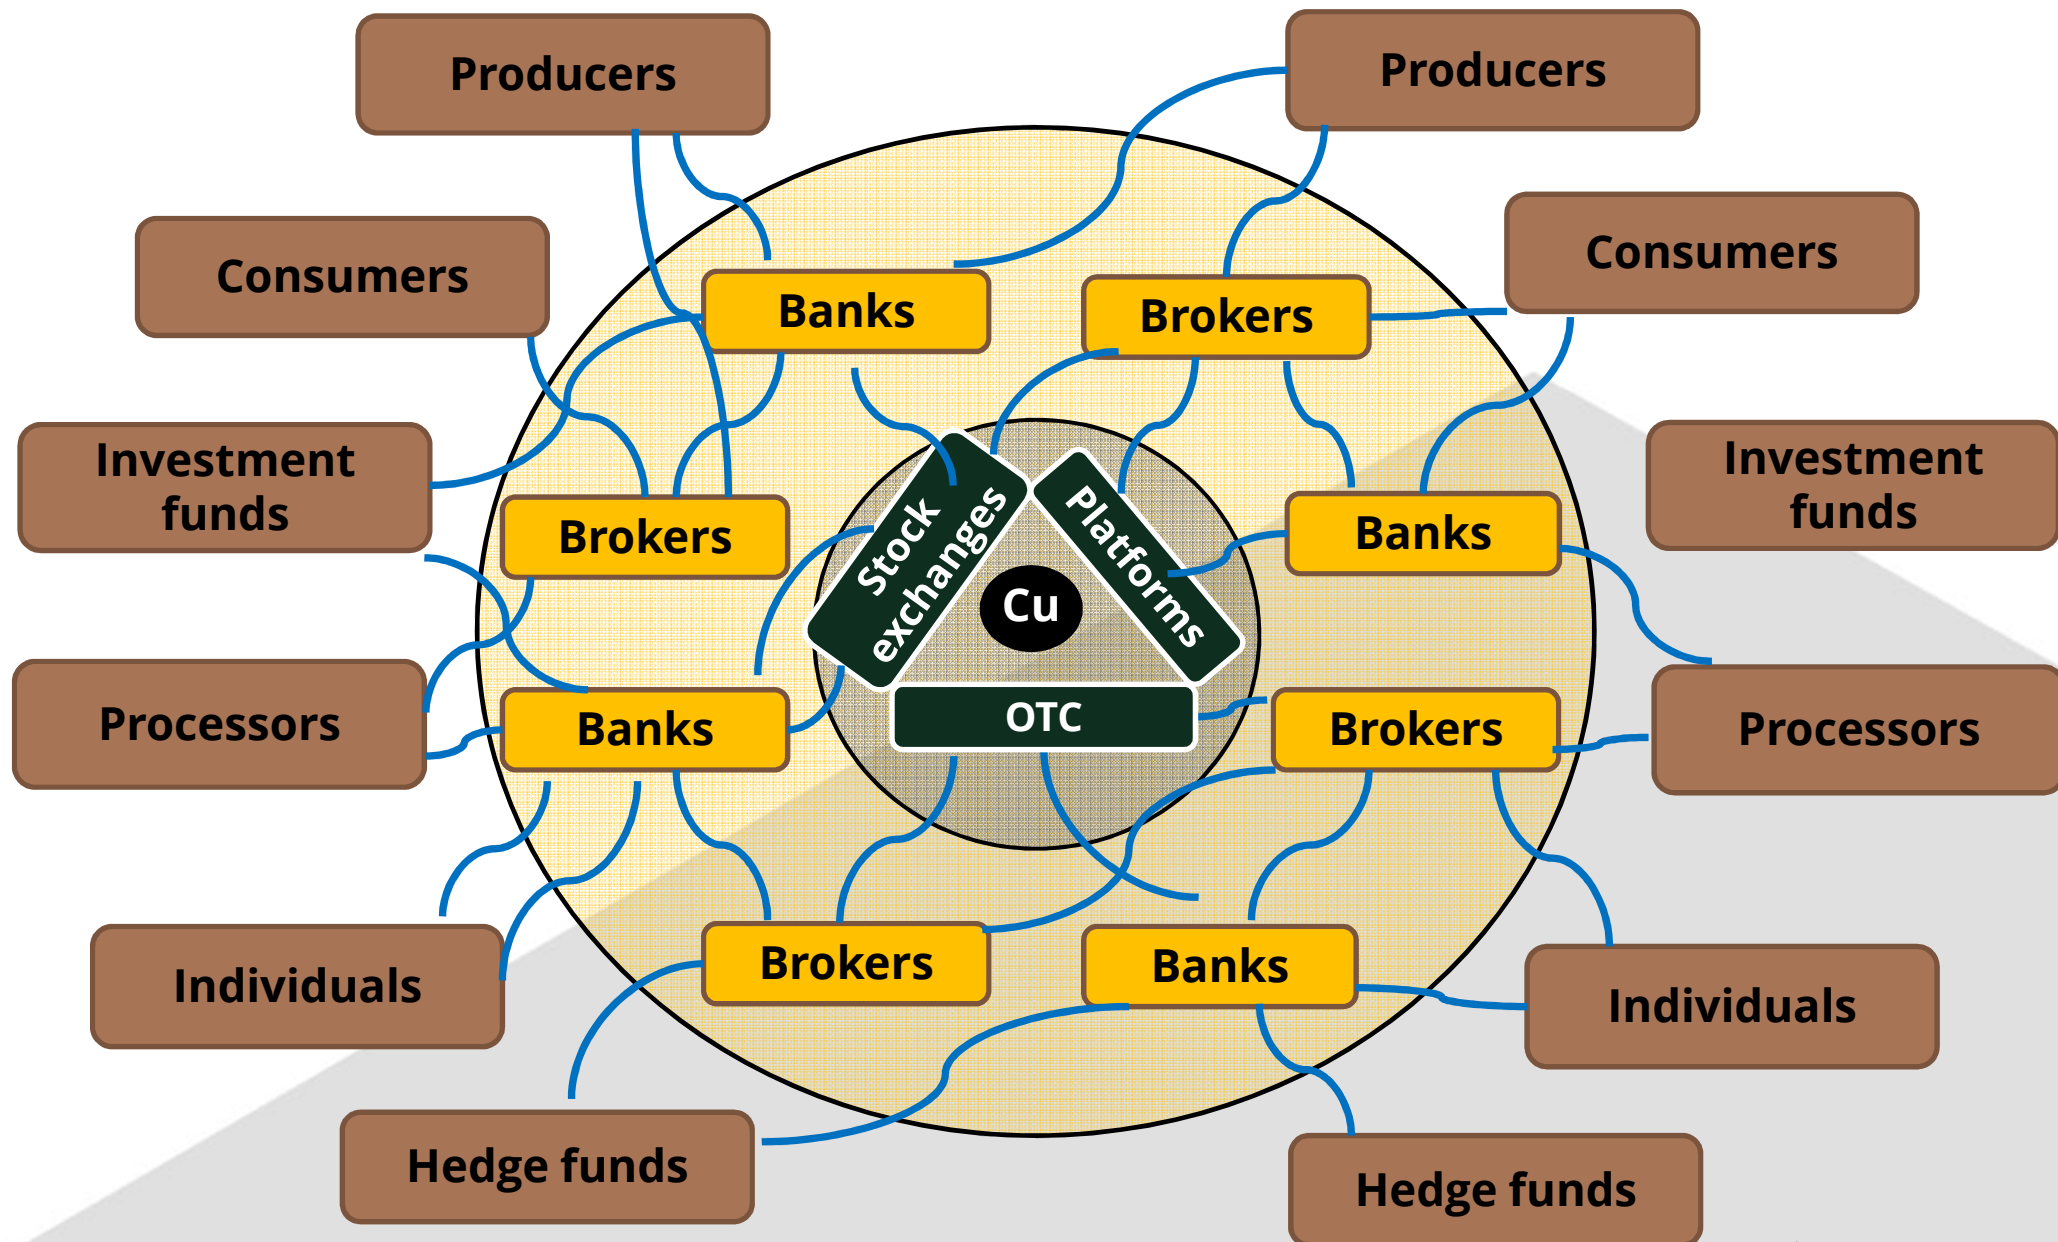 Producers
Producers
Consumers
Consumers
Banks
Brokers
Investment
funds
Investment
funds
Brokers
Stock
exchanges
Platforms
Banks
Cu
Processors
Banks
OTC
Brokers
Processors
Individuals
Brokers
Banks
Individuals
Hedge funds
Hedge funds